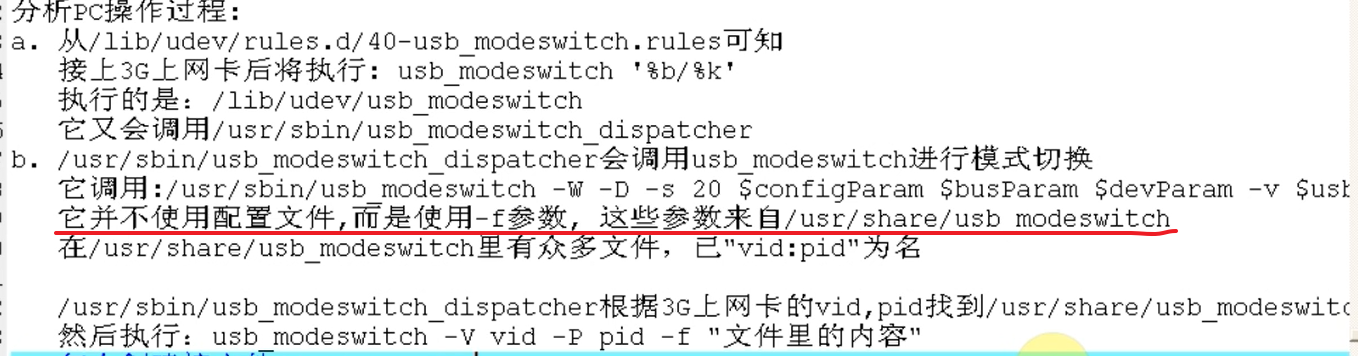 分析PC操作过程:
a. 从/lib/udev/rules.d/40-usb_modeswitch.rules可知
接上3G上网卡后将执行: usb_modeswitch '%b/%k'
执行的是: /lib/udev/usb_modeswitch
它又会调用/usr/sbin/usb_modeswitch_dispatcher
b. /usr/sbin/usb_modeswitch_dispatcher会调用usb_modeswitch进行模式切换
它调用:/usr/sbin/usb_modeswitch -W -D -s 20 $configParam $busParam $devParam -v $usb
它并不使用配置文件,而是使用-f参数, 这些参数来自/usr/share/usb_modeswitch
在/usr/share/usb_modeswitch里有众多文件, 已"vid:pid"为名
/usr/sbin/usb_modeswitch_dispatcher根据3G上网卡的vid,pid找到/usr/share/usb_modeswitc
然后执行: usb_modeswitch -V vid -P pid -f "文件里的内容"